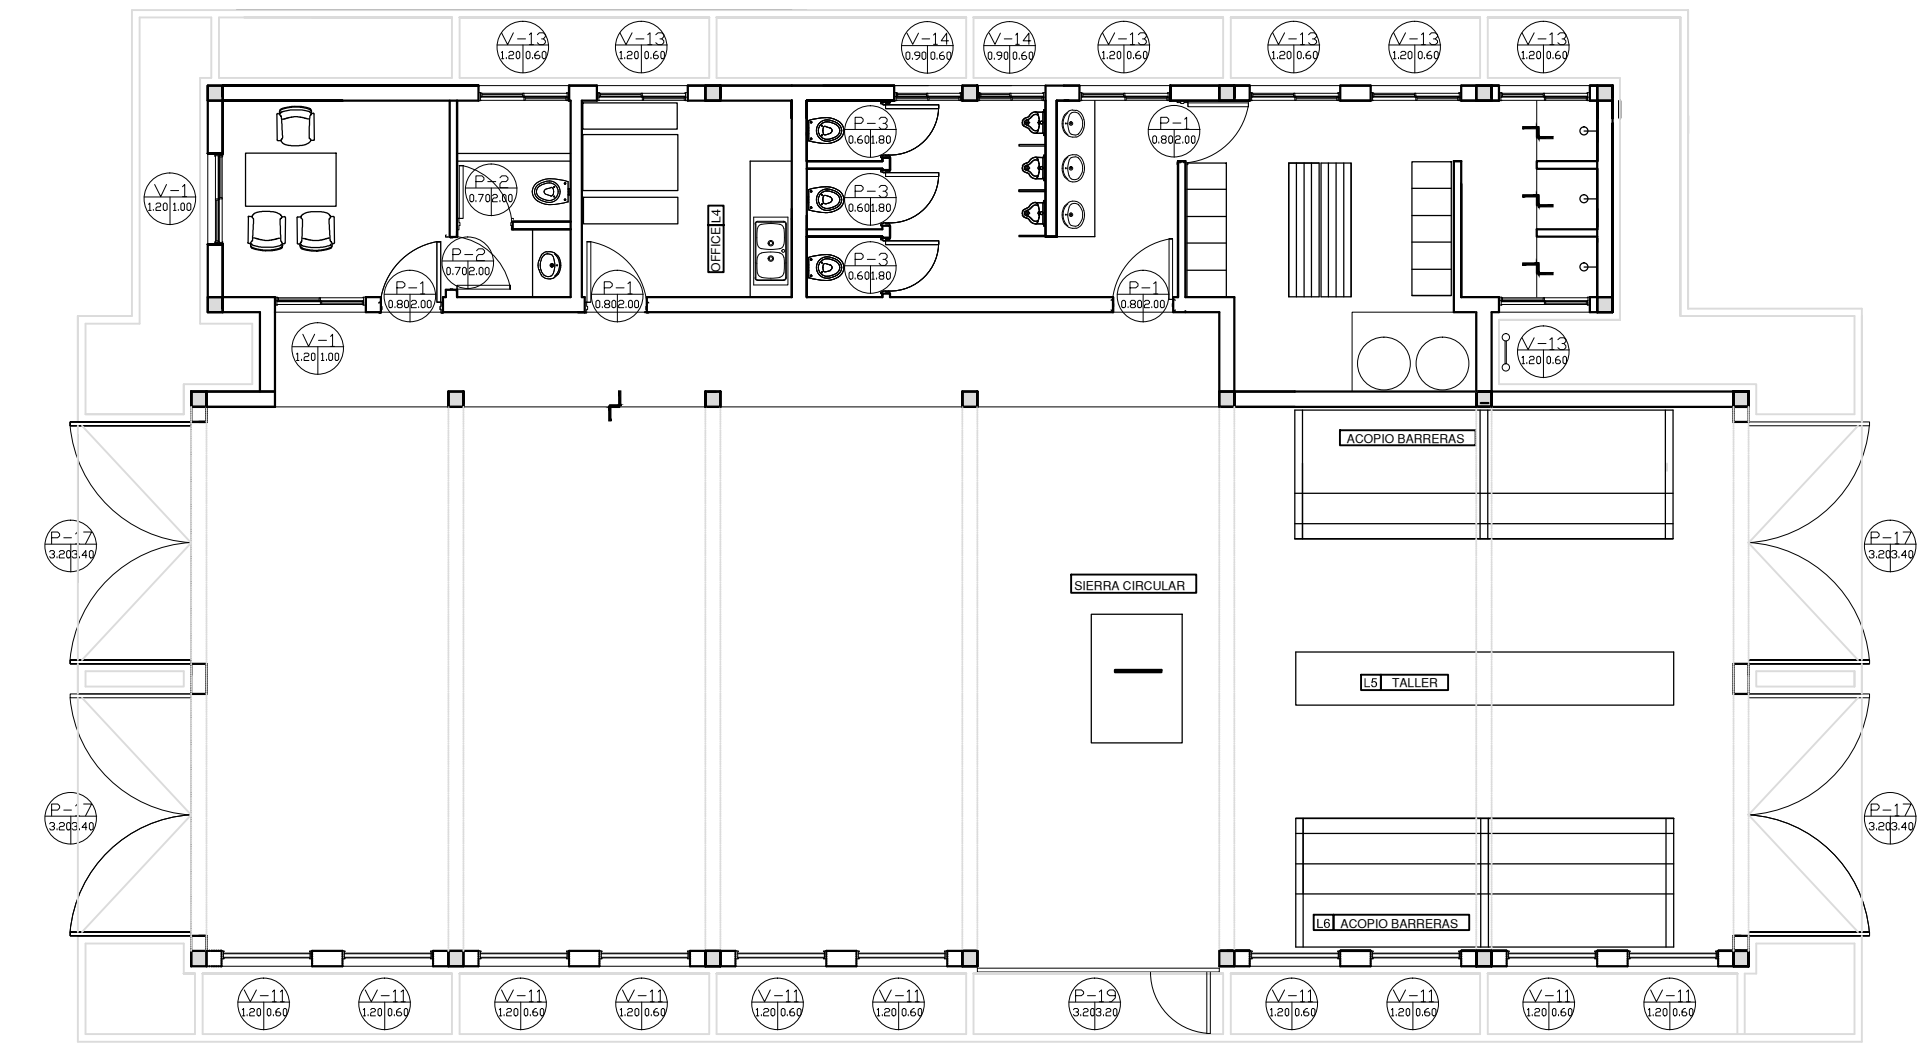 V-13
1.20 0.60
V-13
1.20 0.60
V-14
0.90 0.60
V-14
0.90 0.60
V-13
1.20 0.60
V-13
1.20 0.60
V-13
1.20 0.60
V-13
1.20 0.60
P-3
0.60 1.80
P-1
0.80 2.00
V-1
1.20 1.00
P-2
0.70 2.00
P-3
0.60 1.80
OFFICE L4
P-2
0.70 2.00
P-3
0.60 1.80
P-1
0.80 2.00
P-1
0.80 2.00
P-1
0.80 2.00
V-1
1.20 1.00
V-13
1.20 0.60
ACOPIO BARRERAS
P-17
3.20 3.40
P-17
3.20 3.40
SIERRA CIRCULAR
L5 TALLER
P-17
3.20 3.40
P-17
3.20 3.40
L6 ACOPIO BARRERAS
V-11
1.20 0.60
V-11
1.20 0.60
V-11
1.20 0.60
V-11
1.20 0.60
V-11
1.20 0.60
V-11
1.20 0.60
P-19
3.20 3.20
V-11
1.20 0.60
V-11
1.20 0.60
V-11
1.20 0.60
V-11
1.20 0.60